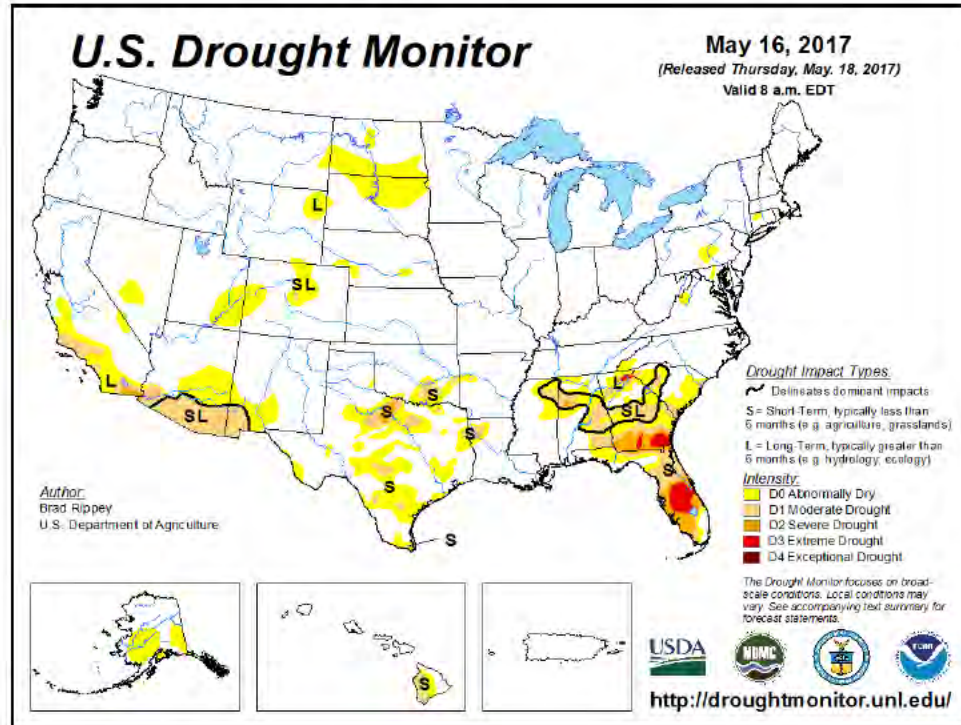 U.S. Drought Monitor
May 16, 2017
(Released Thursday, May. 18, 2017)
Valid 8 a.m. EDT
L
S L
L
S L
S
S
S
S
S
L
S L
S
Drought Impact Types:
Delineates dominant impacts
S = Short-Term, typically less than
6 months (e.g. agriculture, grasslands)
L = Long-Term, typically greater than
6 months (e.g. hydrology, ecology)
Intensity:
D0 Abnormally Dry
D1 Moderate Drought
D2 Severe Drought
D3 Extreme Drought
D4 Exceptional Drought
Author:
Brad Rippey
U.S. Department of Agriculture
The Drought Monitor focuses on broad-
scale conditions. Local conditions may
vary. See accompanying text summary for
forecast statements.
S
USDA
NDMC
http://droughtmonitor.unl.edu/